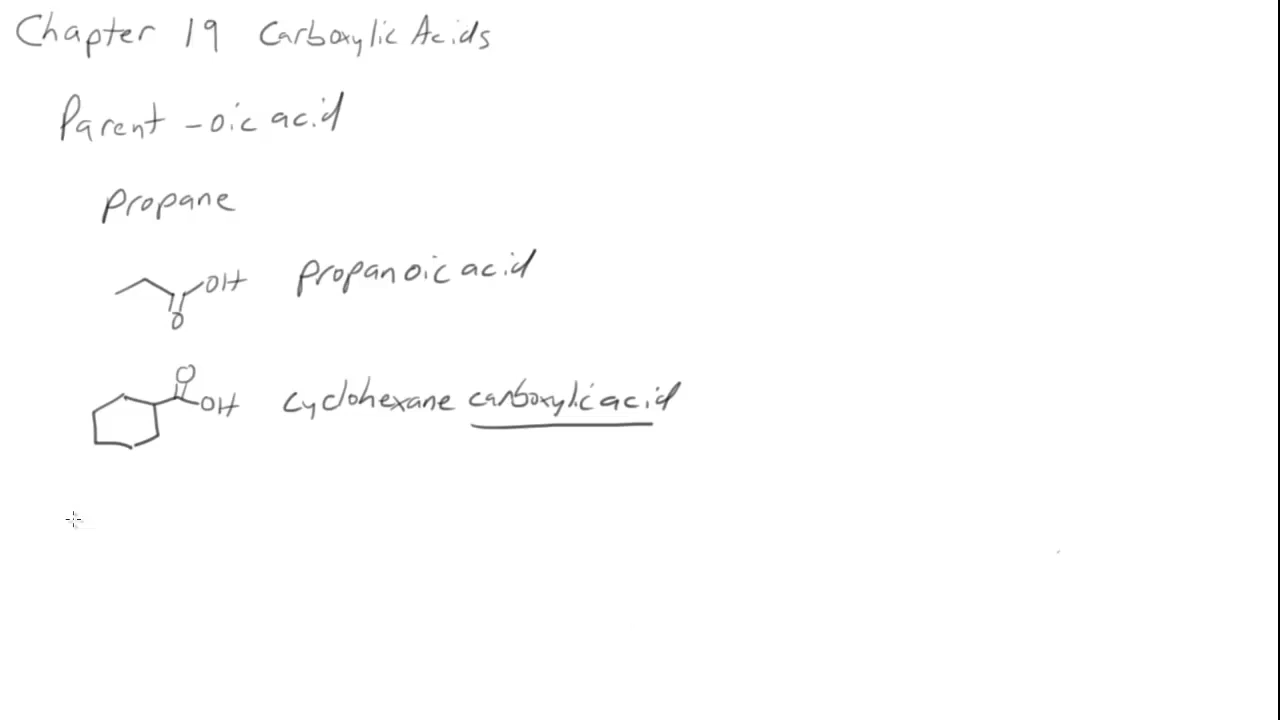 Chapter 19 Carboxylic Acids
Parent -oic acid
propane
OH propanoic acid
O
O
OH cyclohexane carboxylic acid